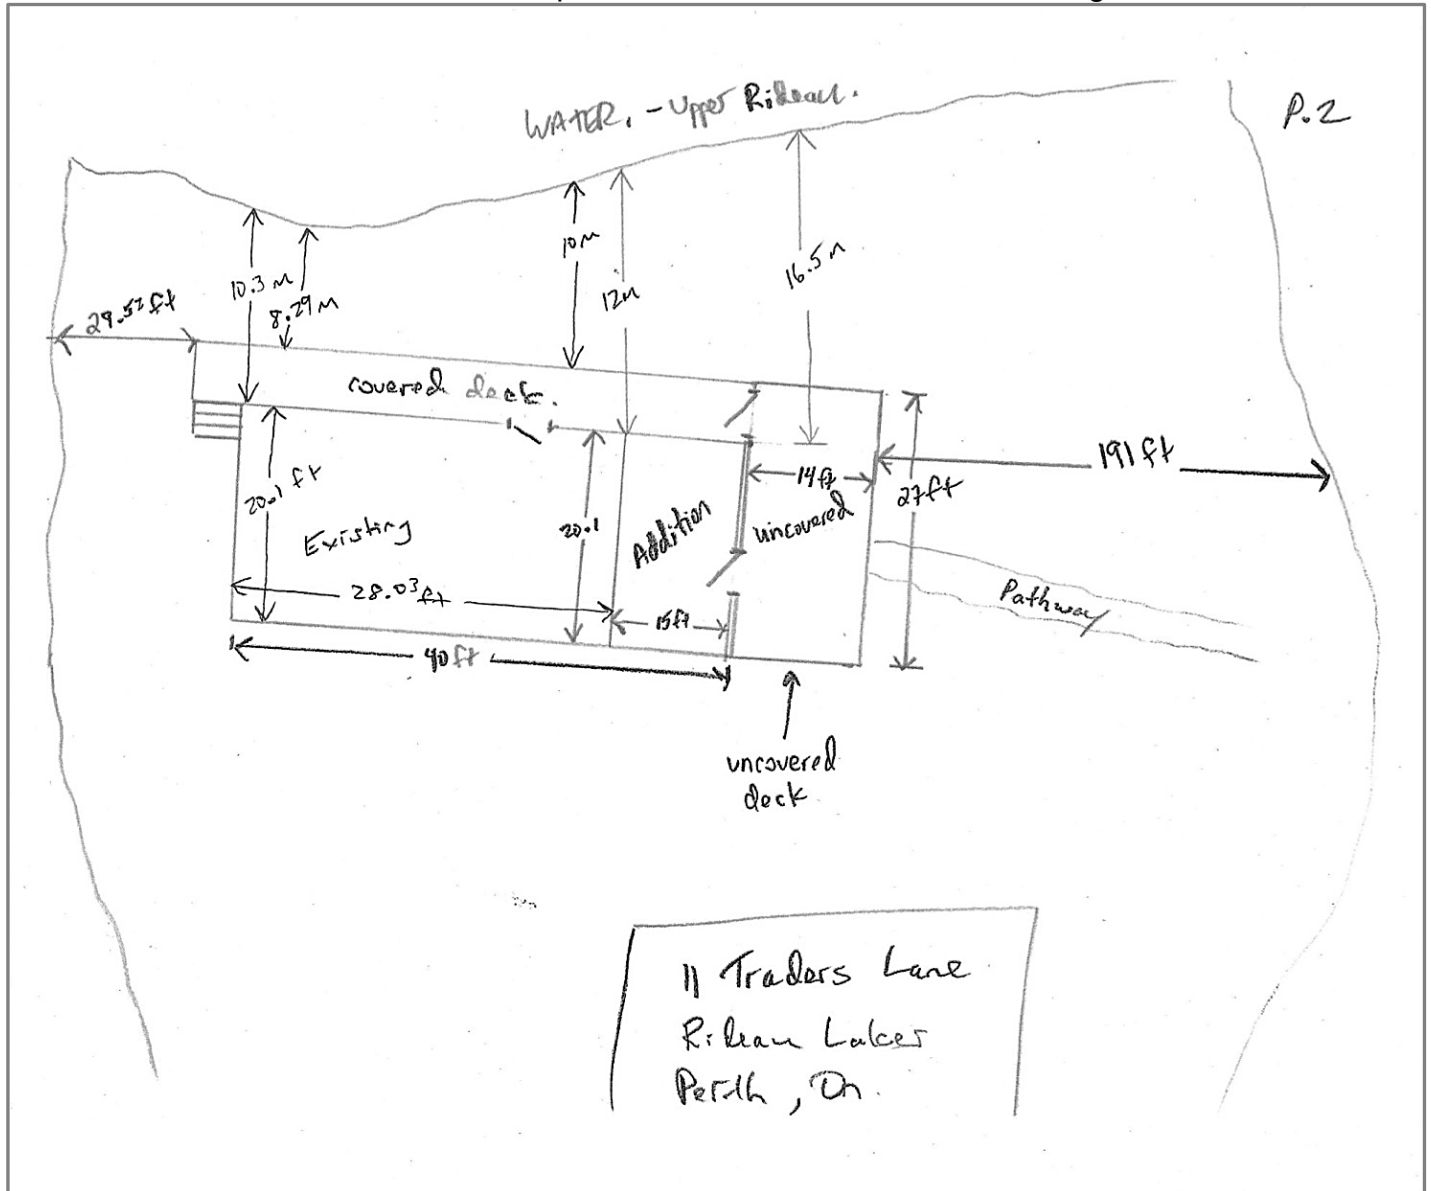 WATER. - Upper Rideau.
P.2
29.52 ft
10.3 M
8.29 M
10 M
12M
16.5 M
covered deck.
20.1 ft
Existing
28.03 ft
20.1
Addition
15 ft
14 ft
uncovered
27 ft
191 ft
Pathway
40 ft
uncovered
deck
11 Traders Lane
Rideau Lakes
Perth, On.